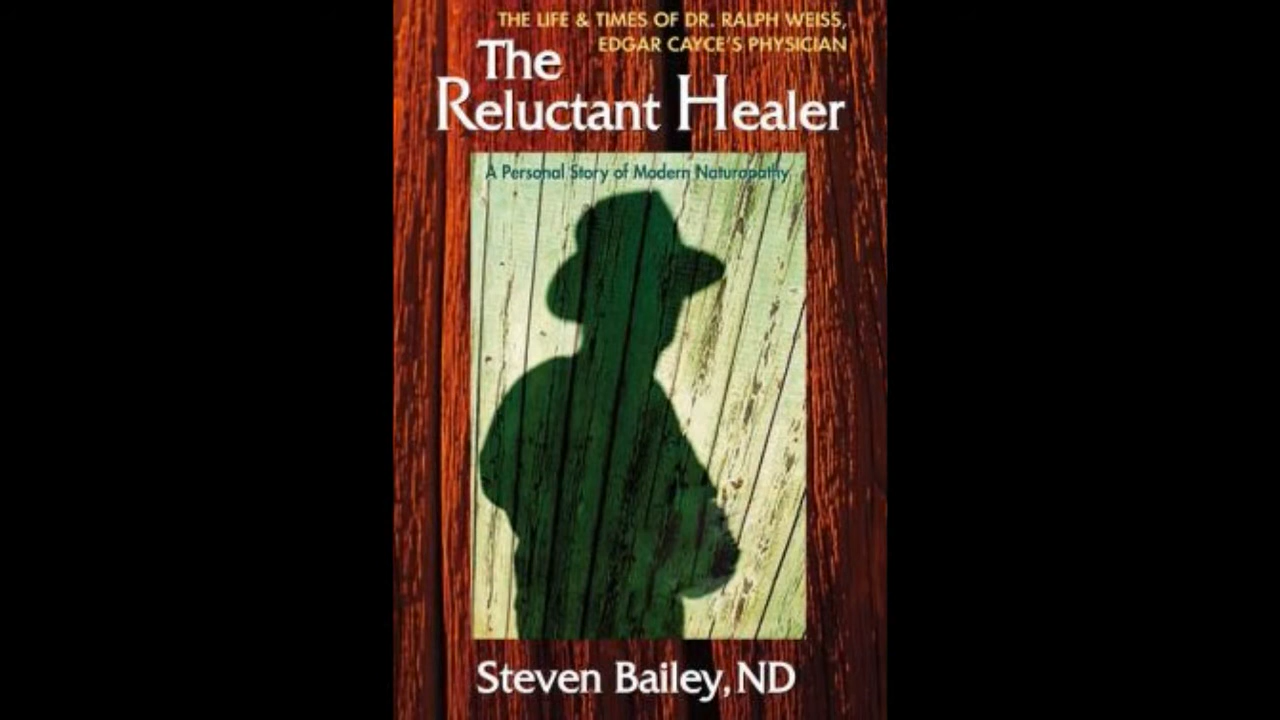 THE LIFE & TIMES OF DR. RALPH WEISS,
EDGAR CAYCE'S PHYSICIAN
The
Reluctant Healer
A Personal Story of Modern Naturopathy
Steven Bailey, ND